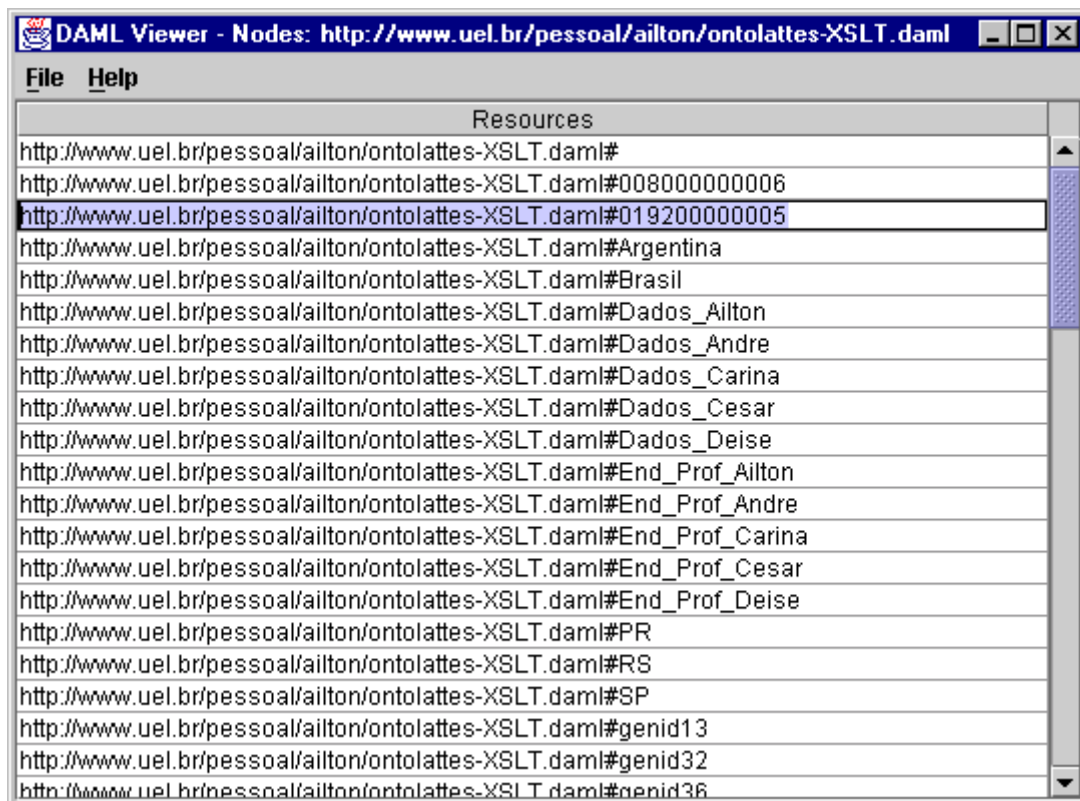 DAML Viewer - Nodes: http://www.uel.br/pessoal/ailton/ontolattes-XSLT.daml
File Help
Resources
http://www.uel.br/pessoal/ailton/ontolattes-XSLT.daml#
http://www.uel.br/pessoal/ailton/ontolattes-XSLT.daml#008000000006
http://www.uel.br/pessoal/ailton/ontolattes-XSLT.daml#019200000005
http://www.uel.br/pessoal/ailton/ontolattes-XSLT.daml#Argentina
http://www.uel.br/pessoal/ailton/ontolattes-XSLT.daml#Brasil
http://www.uel.br/pessoal/ailton/ontolattes-XSLT.daml#Dados_Ailton
http://www.uel.br/pessoal/ailton/ontolattes-XSLT.daml#Dados_Andre
http://www.uel.br/pessoal/ailton/ontolattes-XSLT.daml#Dados_Carina
http://www.uel.br/pessoal/ailton/ontolattes-XSLT.daml#Dados_Cesar
http://www.uel.br/pessoal/ailton/ontolattes-XSLT.daml#Dados_Deise
http://www.uel.br/pessoal/ailton/ontolattes-XSLT.daml#End_Prof_Ailton
http://www.uel.br/pessoal/ailton/ontolattes-XSLT.daml#End_Prof_Andre
http://www.uel.br/pessoal/ailton/ontolattes-XSLT.daml#End_Prof_Carina
http://www.uel.br/pessoal/ailton/ontolattes-XSLT.daml#End_Prof_Cesar
http://www.uel.br/pessoal/ailton/ontolattes-XSLT.daml#End_Prof_Deise
http://www.uel.br/pessoal/ailton/ontolattes-XSLT.daml#PR
http://www.uel.br/pessoal/ailton/ontolattes-XSLT.daml#RS
http://www.uel.br/pessoal/ailton/ontolattes-XSLT.daml#SP
http://www.uel.br/pessoal/ailton/ontolattes-XSLT.daml#genid13
http://www.uel.br/pessoal/ailton/ontolattes-XSLT.daml#genid32
http://www.uel.br/pessoal/ailton/ontolattes-XSLT.daml#genid36